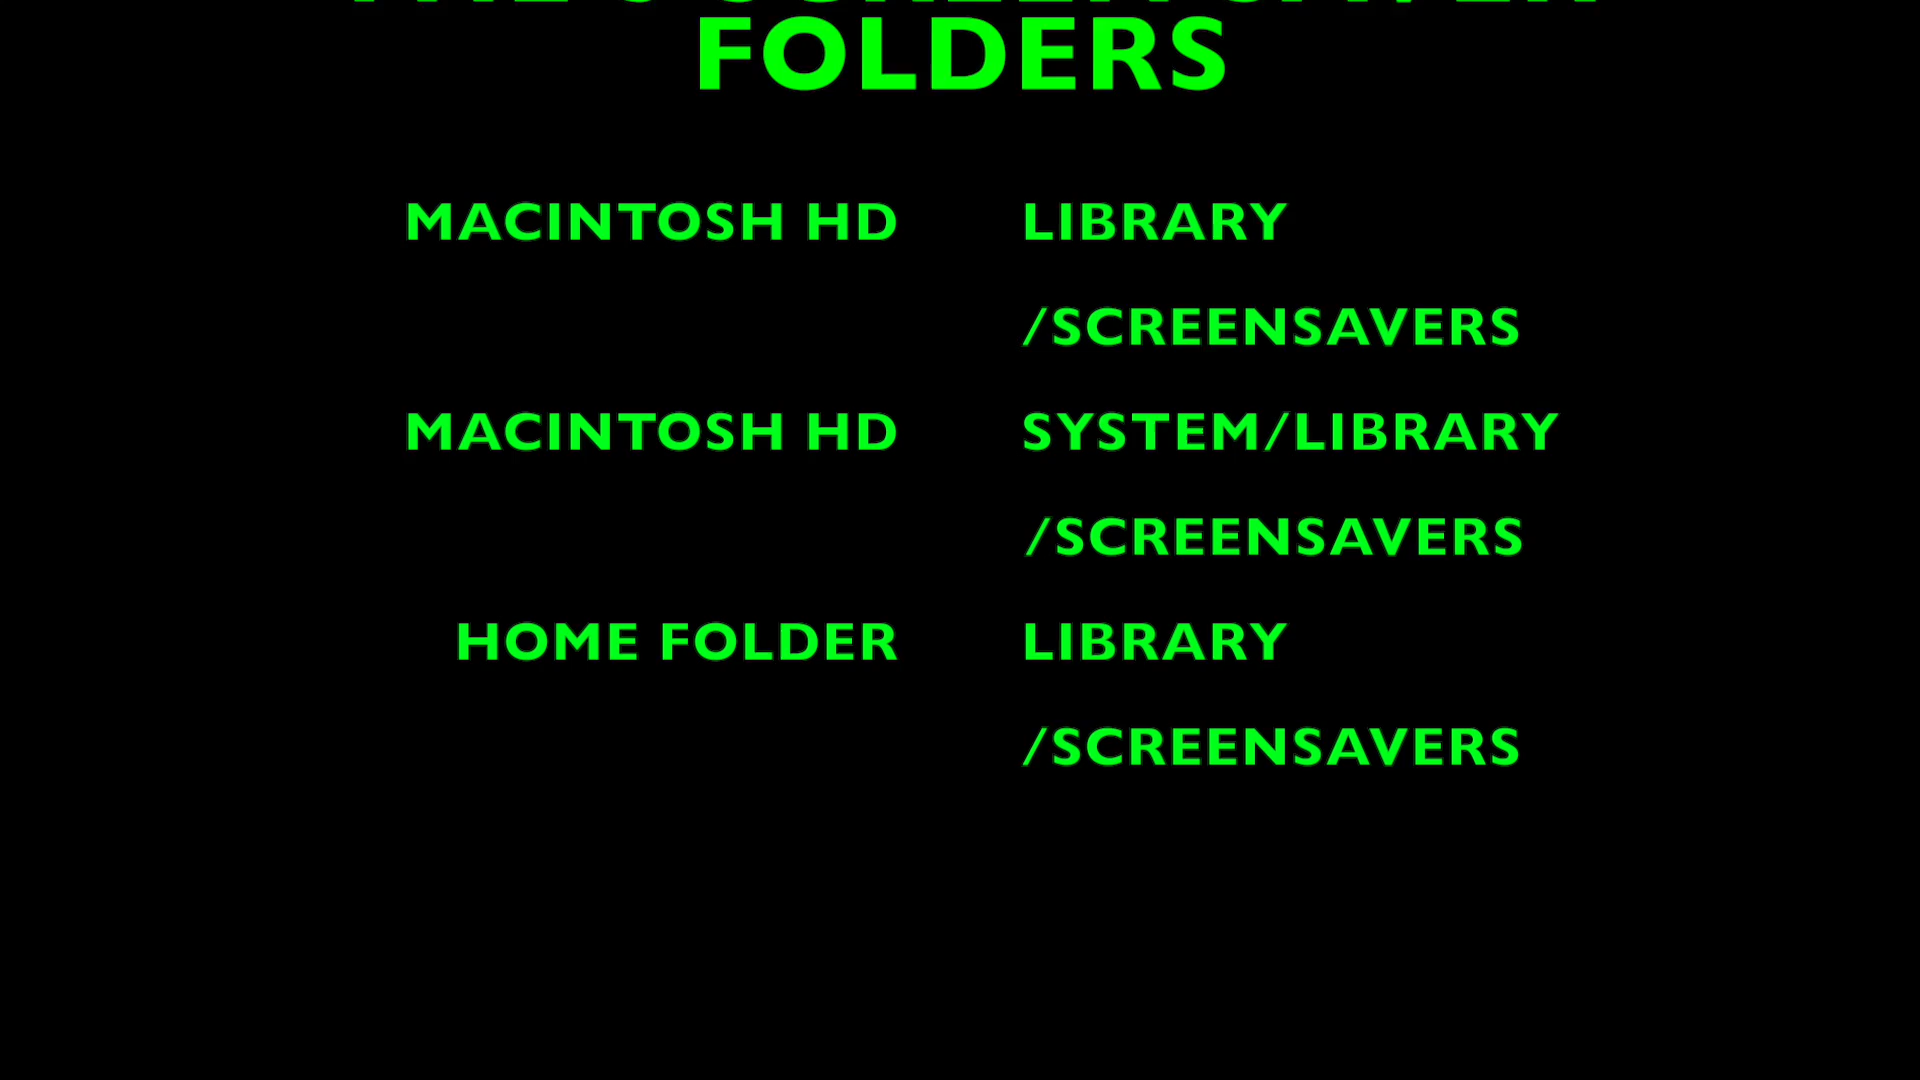 FOLDERS
MACINTOSH HD LIBRARY
/SCREENSAVERS
MACINTOSH HD SYSTEM/LIBRARY
/SCREENSAVERS
HOME FOLDER LIBRARY
/SCREENSAVERS